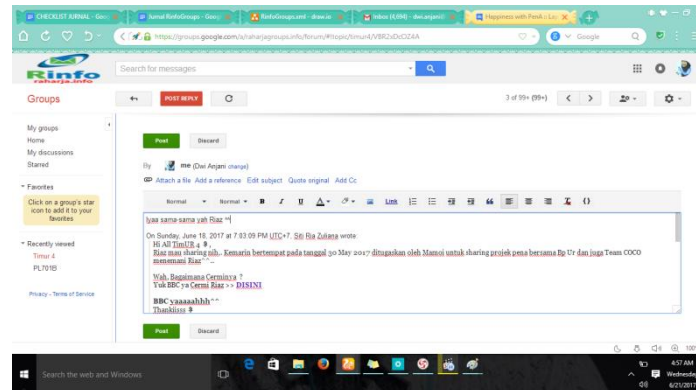 CHECKLIST JURNAL - Goo
Jurnal RinfoGroups - Goog
RinfoGroups.xml - draw.io
Inbox (4,694) - dwi.anjani@
Happiness with PenA :: Lap
https://groups.google.com/a/raharja.info/forum/#!topic/timur4/
Google
Rinfo
raharja.info
Search for messages
Groups
POST REPLY
3 of 99+ (99+)
My groups
Home
My discussions
Starred
Favorites
Click on a group's star
icon to add it to your
favorites
Recently viewed
Timur 4
PL701B
Privacy - Terms of Service
Post Discard
By me (Dwi Anjani change)
Attach a file Add a reference Edit subject Quote original Add Cc
Normal Normal B I U A Link
Iyaa sama-sama yah Riaz ^^
On Sunday, June 18, 2017 at 7:03:09 PM UTC+7, Siti Ria Zuliana wrote:
Hi All TimUR 4 ,
Riaz mau sharing nih,. Kemarin bertempat pada tanggal 30 May 2017 ditugaskan oleh Mamoi untuk sharing projek pena bersama Bp Ur dan juga Team COCO
menemani Riaz^^..
Wah, Bagaimana Cerminya ?
Yuk BBC ya Cermi Riaz >> DISINI
BBC yaaaaahhh^^
Thankiisss
Post Discard
Search the web and Windows
100%
4:57 AM
Wednesday
6/21/2017